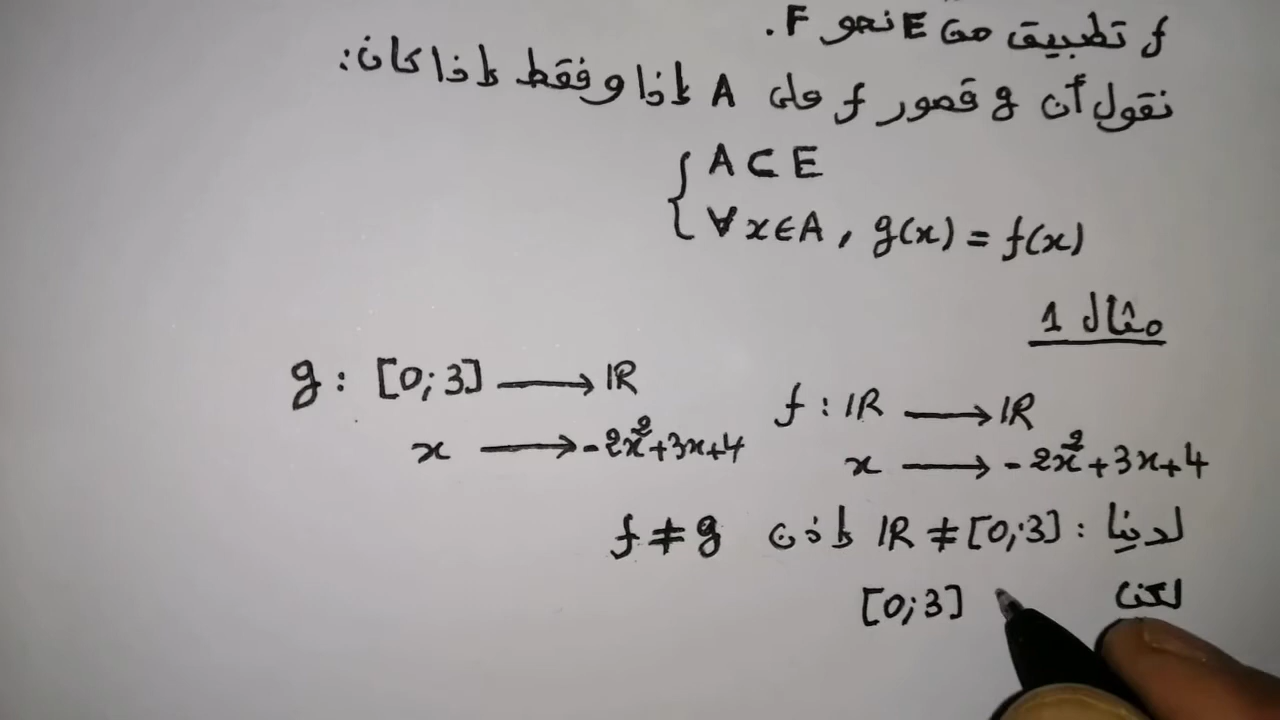 f تطبيق من E نحو F.
نقول أن g قصور f على A إذا وفقط إذا كان:
A ⊂ E
∀x∈A, g(x) = f(x)
مثال 1
f : IR ⟶ IR
x ⟶ -2x²+3x+4
g : [0;3] ⟶ IR
x ⟶ -2x²+3x+4
لدينا : IR ≠ [0;3] إذن f ≠ g
لكن [0;3]